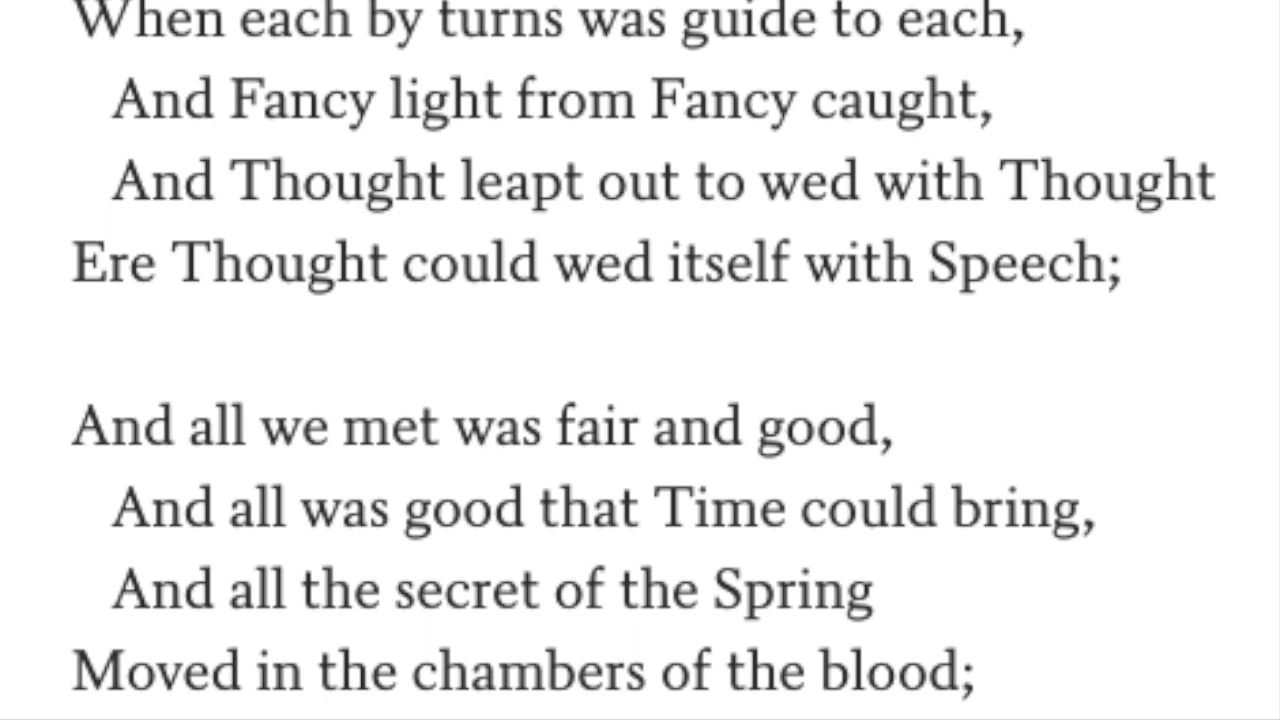 When each by turns was guide to each,
And Fancy light from Fancy caught,
And Thought leapt out to wed with Thought
Ere Thought could wed itself with Speech;
And all we met was fair and good,
And all was good that Time could bring,
And all the secret of the Spring
Moved in the chambers of the blood;